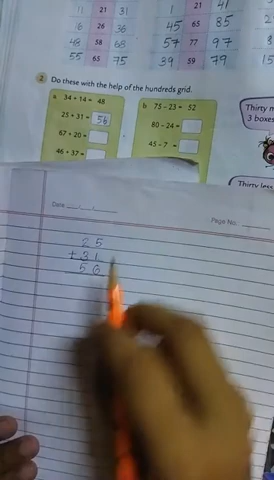 11 21 31 1 21 41
6 26 36 45 65 85
48 58 68 57 77 97
55 65 75 39 59 79
2 Do these with the help of the hundreds grid.
a 34 + 14 = 48 b 75 – 23 = 52
25 + 31 = 56 80 – 24 =
67 + 20 = 45 – 7 =
46 + 37 =
Thirty m
3 boxes
Thirty les
Date
Page No:
25
+ 31
56